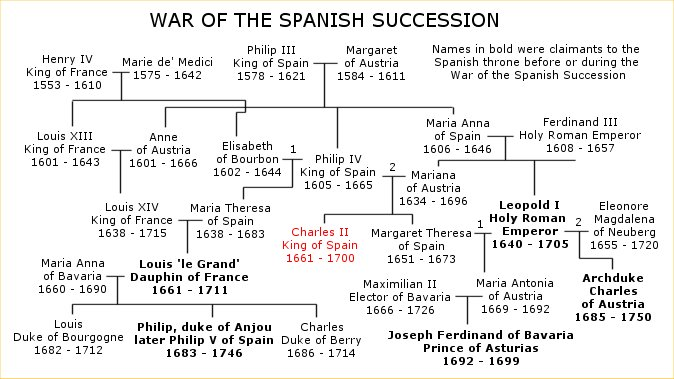 WAR OF THE SPANISH SUCCESSION
Henry IV
King of France
1553 - 1610
Marie de' Medici
1575 - 1642
Philip III
King of Spain
1578 - 1621
Margaret
of Austria
1584 - 1611
Names in bold were claimants to the
Spanish throne before or during the
War of the Spanish Succession
Louis XIII
King of France
1601 - 1643
Anne
of Austria
1601 - 1666
Elisabeth
of Bourbon
1602 - 1644
1
Philip IV
King of Spain
1605 - 1665
2
Mariana
of Austria
1634 - 1696
Maria Anna
of Spain
1606 - 1646
Ferdinand III
Holy Roman Emperor
1608 - 1657
Louis XIV
King of France
1638 - 1715
Maria Theresa
of Spain
1638 - 1683
Charles II
King of Spain
1661 - 1700
Margaret Theresa
of Spain
1651 - 1673
1
Leopold I
Holy Roman
Emperor
1640 - 1705
2
Eleonore
Magdalena
of Neuberg
1655 - 1720
Maria Anna
of Bavaria
1660 - 1690
Louis 'le Grand'
Dauphin of France
1661 - 1711
Maximilian II
Elector of Bavaria
1666 - 1726
Maria Antonia
of Austria
1669 - 1692
Archduke
Charles
of Austria
1685 - 1750
Louis
Duke of Bourgogne
1682 - 1712
Philip, duke of Anjou
later Philip V of Spain
1683 - 1746
Charles
Duke of Berry
1686 - 1714
Joseph Ferdinand of Bavaria
Prince of Asturias
1692 - 1699